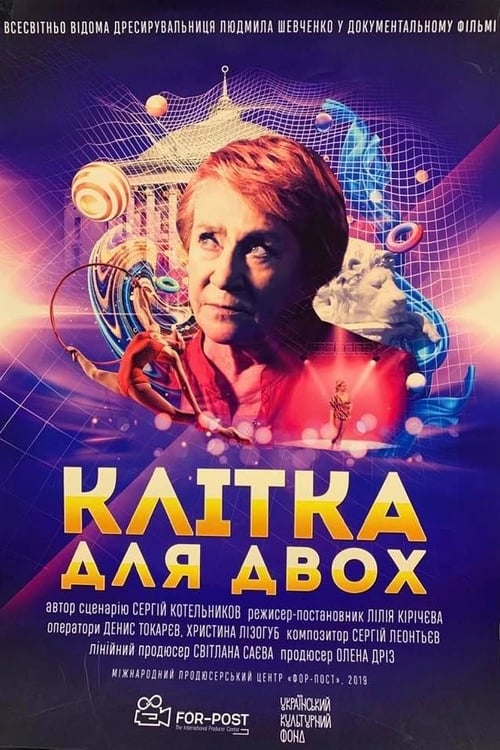 ВСЕСВІТНЬО ВІДОМА ДРЕСИРУВАЛЬНИЦЯ ЛЮДМИЛА ШЕВЧЕНКО У ДОКУМЕНТАЛЬНОМУ ФІЛЬМІ
КЛІТКА
ДЛЯ ДВОХ
автор сценарію СЕРГІЙ КОТЕЛЬНИКОВ режисер-постановник ЛІЛІЯ КІРІЧЄВА
оператори ДЕНИС ТОКАРЄВ, ХРИСТИНА ЛІЗОГУБ композитор СЕРГІЙ ЛЕОНТЬЄВ
лінійний продюсер СВІТЛАНА САЄВА продюсер ОЛЕНА ДРІЗ
МІЖНАРОДНИЙ ПРОДЮСЕРСЬКИЙ ЦЕНТР «ФОР-ПОСТ», 2019
FOR-POST
The International Producer Center
УКРАЇНСЬКИЙ
КУЛЬТУРНИЙ
ФОНД